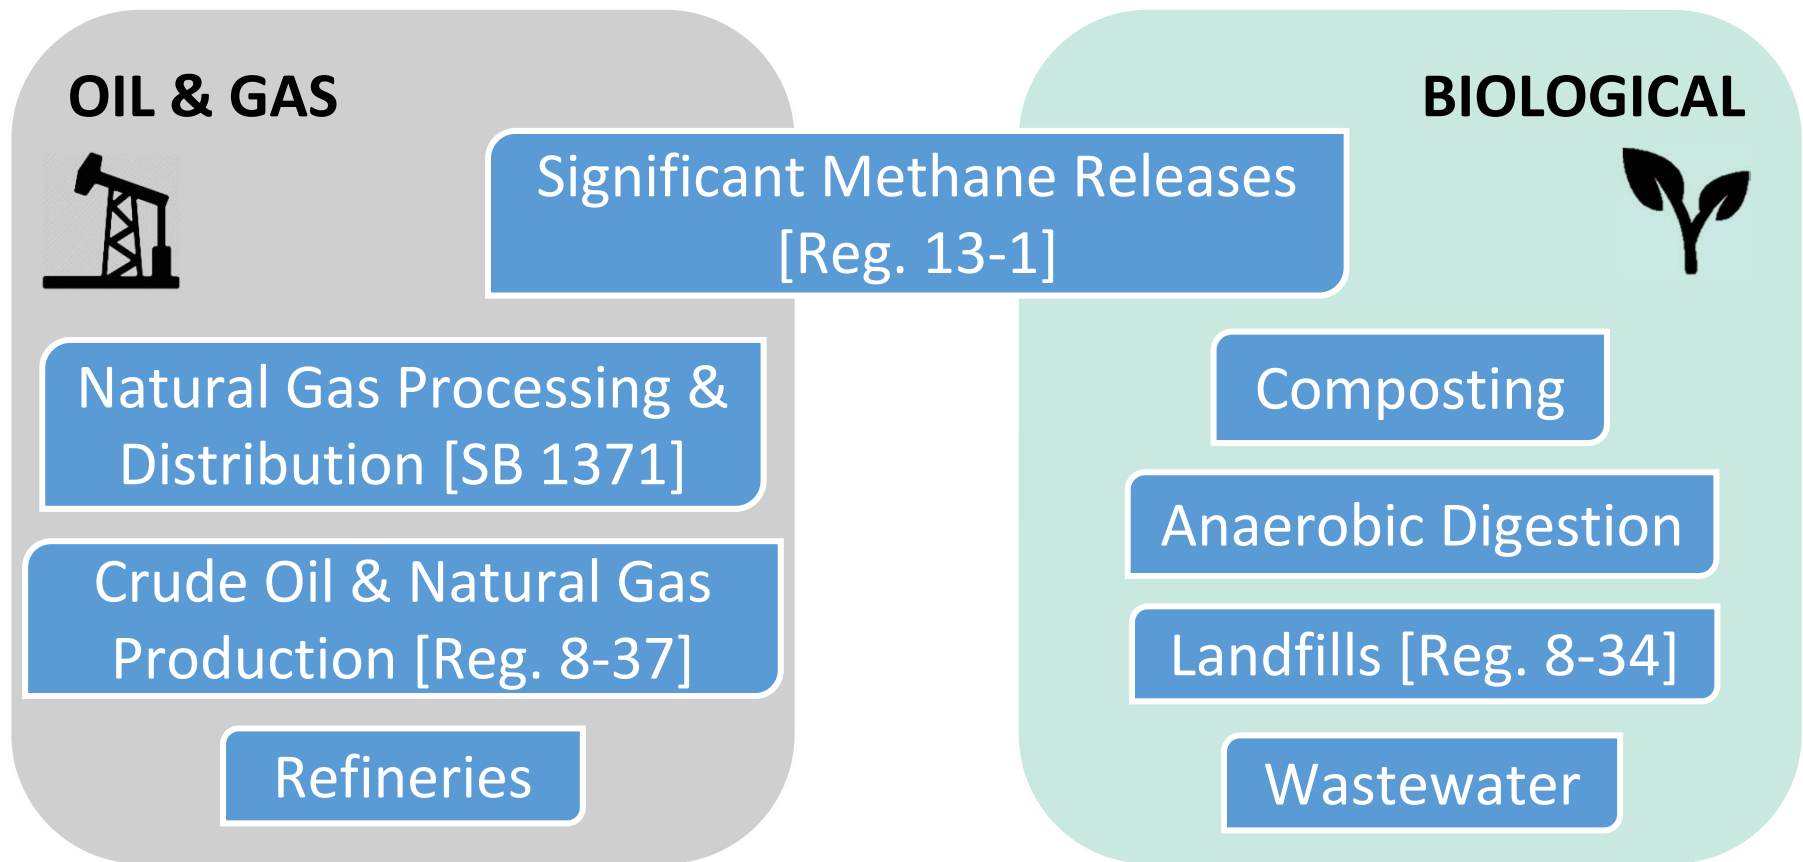 OIL & GAS
BIOLOGICAL
Significant Methane Releases
[Reg. 13-1]
Natural Gas Processing &
Distribution [SB 1371]
Crude Oil & Natural Gas
Production [Reg. 8-37]
Refineries
Composting
Anaerobic Digestion
Landfills [Reg. 8-34]
Wastewater